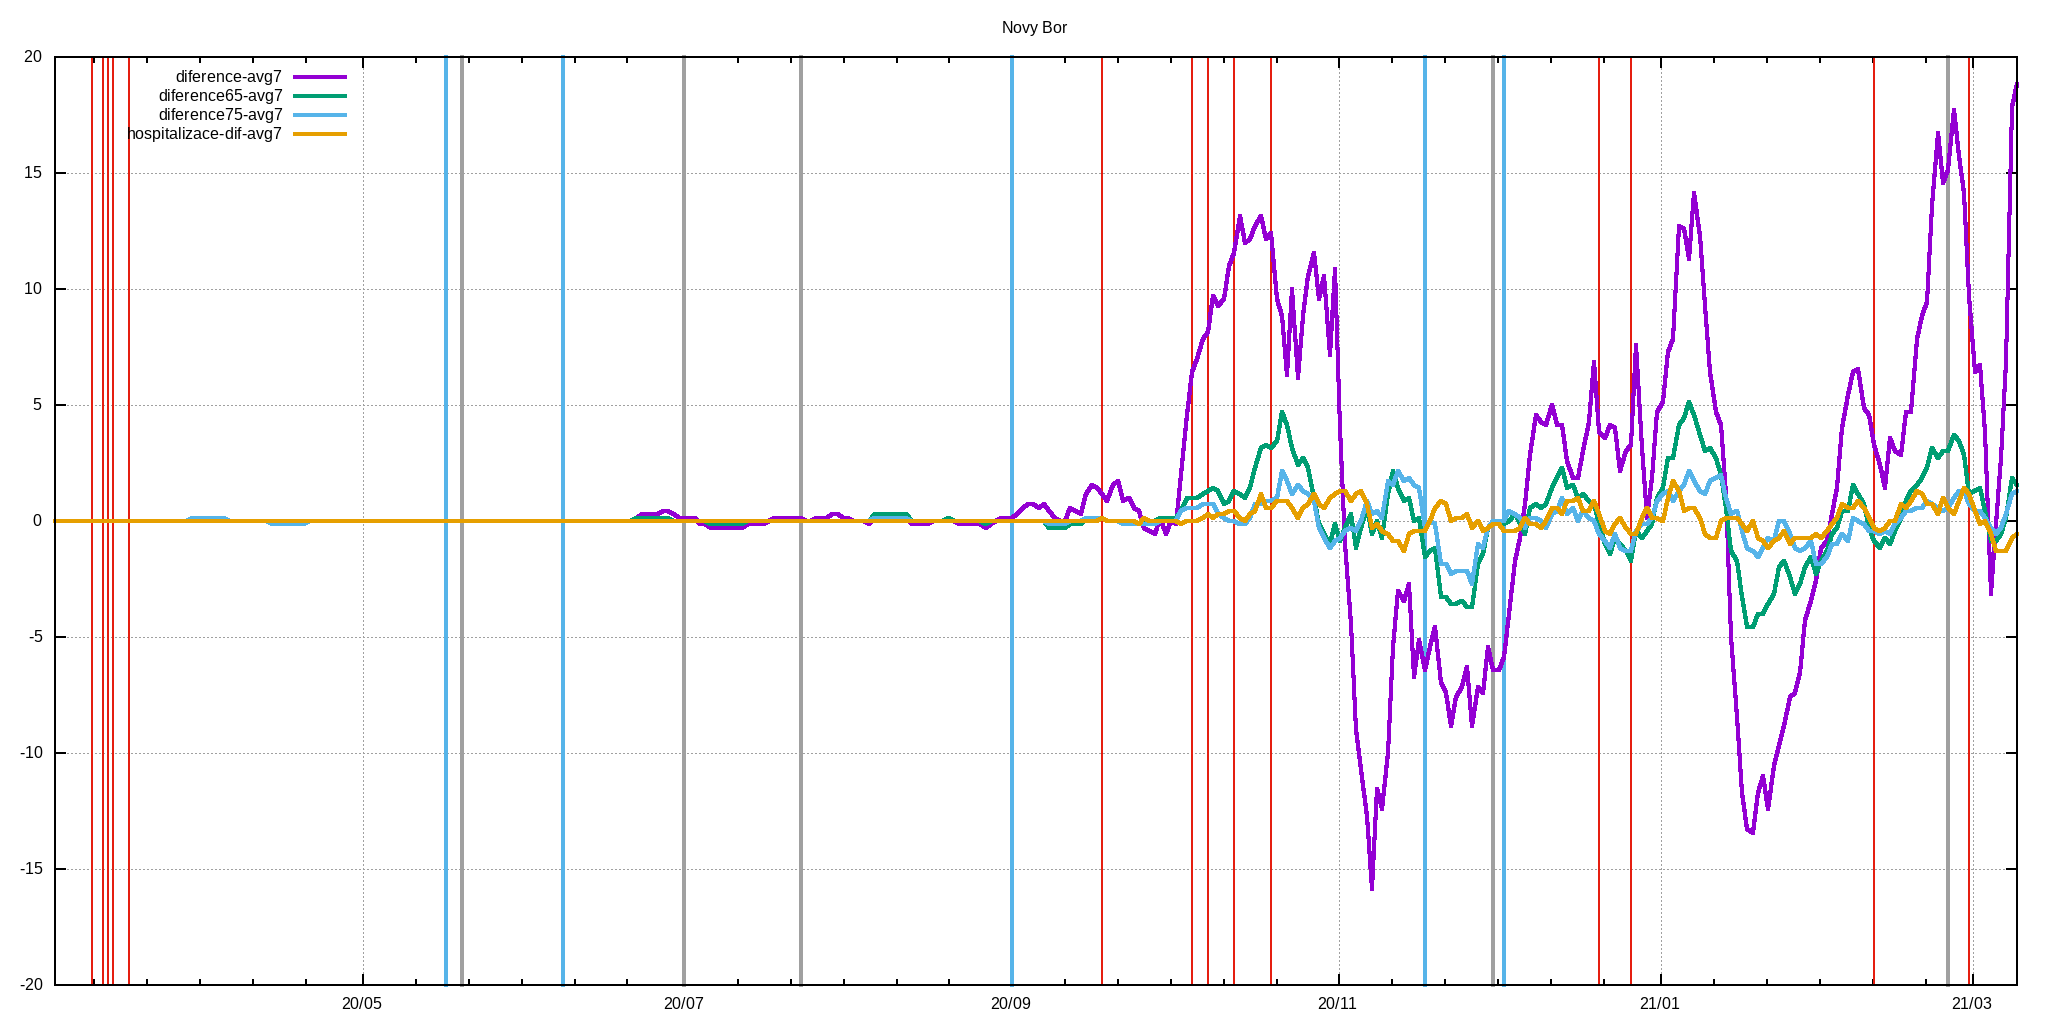 Novy Bor
20
diference-avg7
diference65-avg7
diference75-avg7
hospitalizace-dif-avg7
15
10
5
0
-5
-10
-15
-20
20/05 20/07 20/09 20/11 21/01 21/03